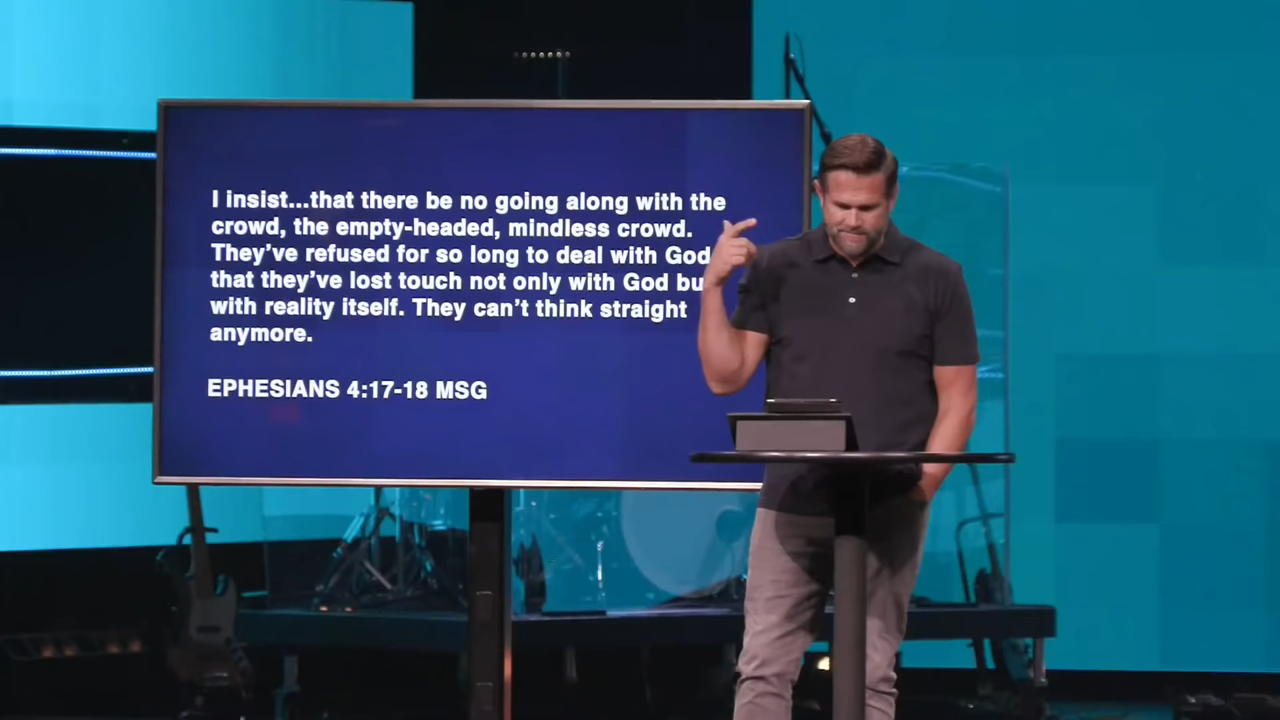 I insist...that there be no going along with the
crowd, the empty-headed, mindless crowd.
They've refused for so long to deal with God
that they've lost touch not only with God bu
with reality itself. They can't think straight
anymore.
EPHESIANS 4:17-18 MSG